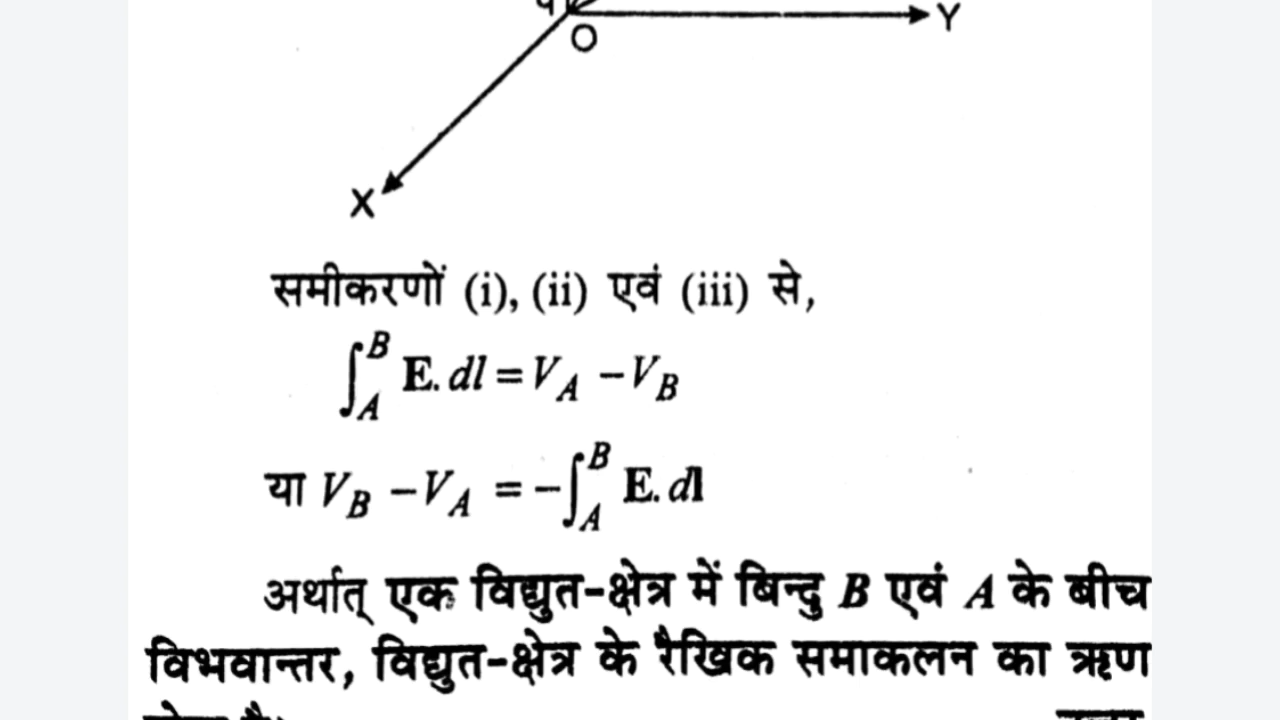 Y
O
X
समीकरणों (i), (ii) एवं (iii) से,
∫_A^B E. dl = V_A − V_B
या V_B − V_A = −∫_A^B E. dl
अर्थात् एक विद्युत-क्षेत्र में बिन्दु B एवं A के बीच
विभवान्तर, विद्युत-क्षेत्र के रैखिक समाकलन का ऋण